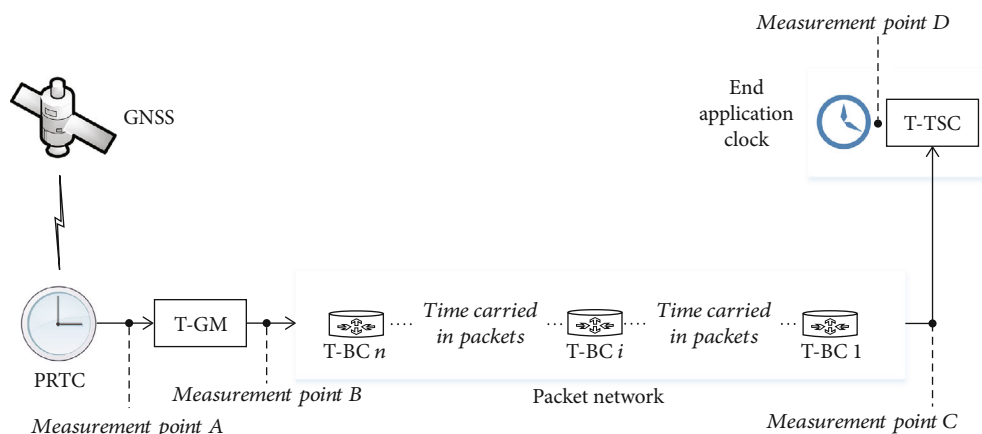 Measurement point D
GNSS
End
application
clock
T-TSC
T-GM
Time carried
in packets
Time carried
in packets
T-BC n
T-BC i
T-BC 1
PRTC
Measurement point B
Packet network
Measurement point A
Measurement point C